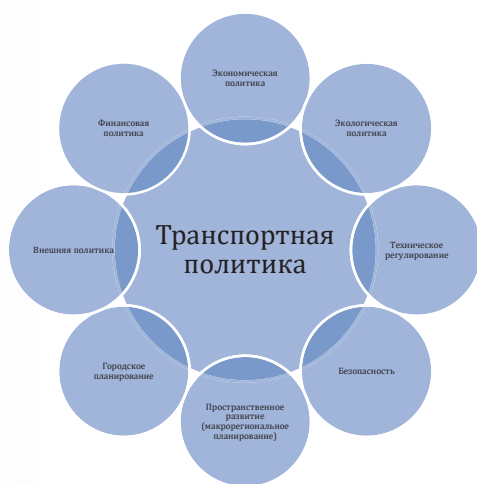 Экономическая
политика
Экологическая
политика
Техническое
регулирование
Безопасность
Пространственное
развитие
(макрорегиональное
планирование)
Городское
планирование
Внешняя политика
Финансовая
политика
Транспортная
политика